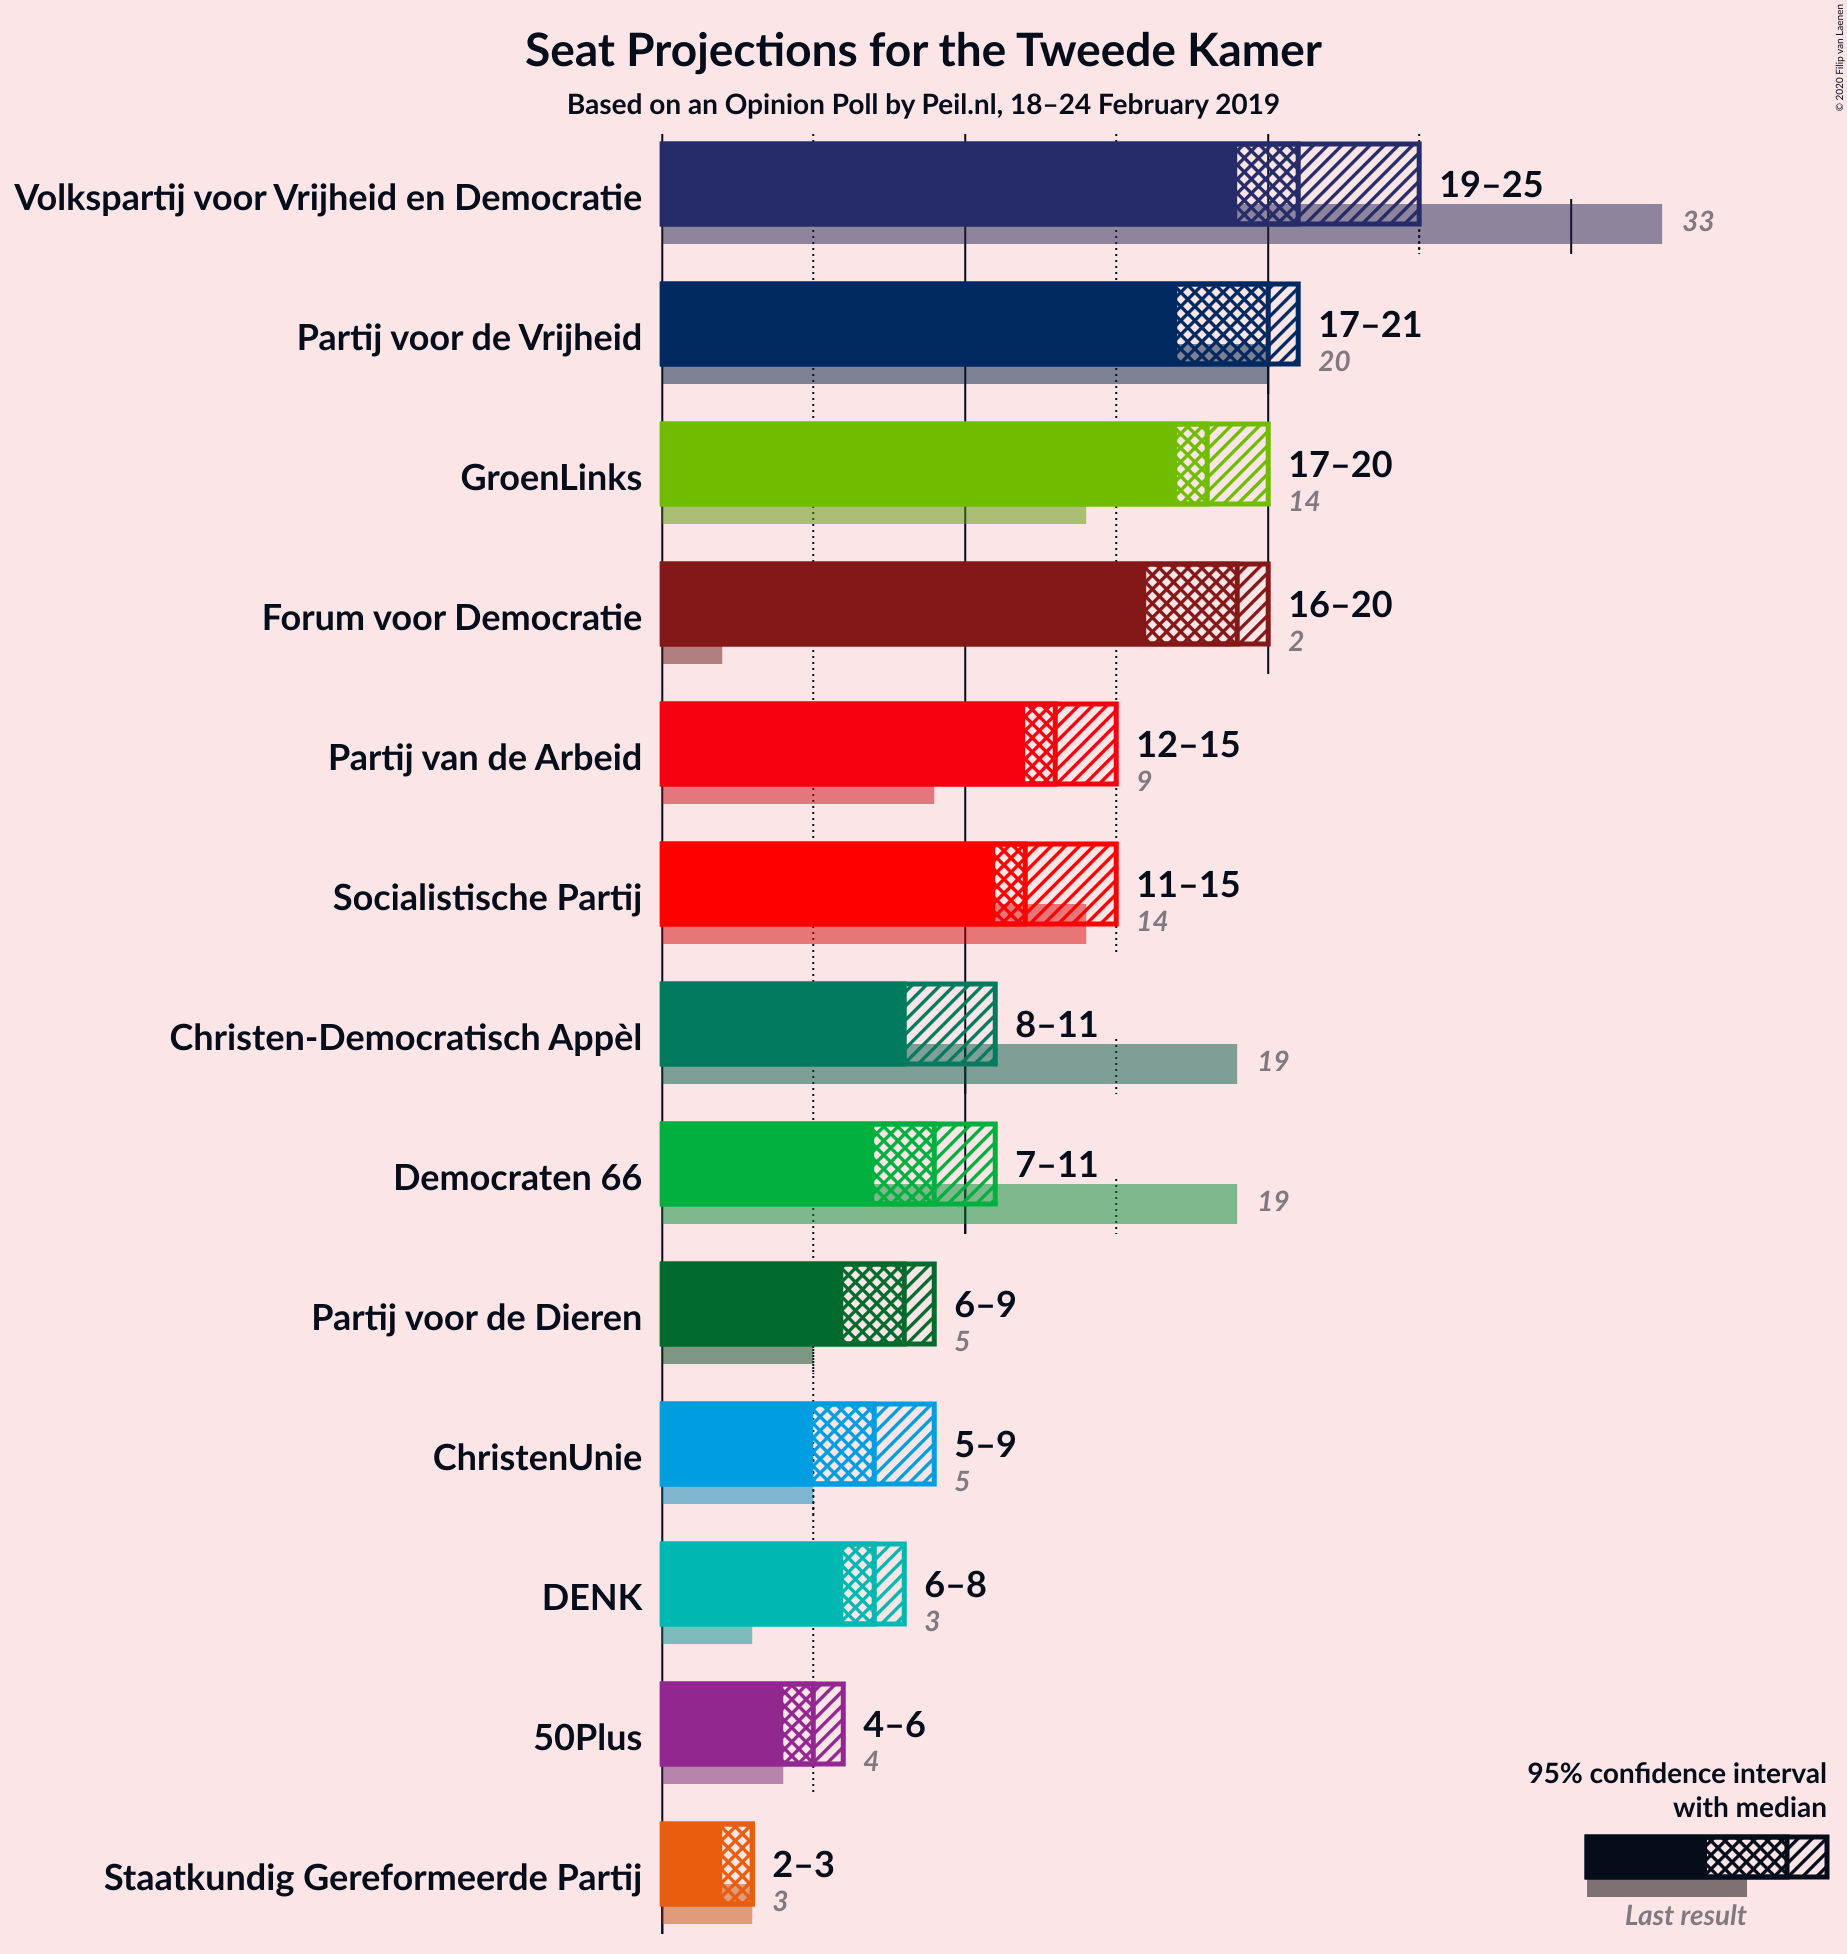 Seat Projections for the Tweede Kamer
Based on an Opinion Poll by Peil.nl, 18–24 February 2019
© 2020 Filip van Laenen
Volkspartij voor Vrijheid en Democratie
19–25
33
Partij voor de Vrijheid
17–21
20
GroenLinks
17–20
14
Forum voor Democratie
16–20
2
Partij van de Arbeid
12–15
9
Socialistische Partij
11–15
14
Christen-Democratisch Appèl
8–11
19
Democraten 66
7–11
19
Partij voor de Dieren
6–9
5
ChristenUnie
5–9
5
DENK
6–8
3
50Plus
4–6
4
Staatkundig Gereformeerde Partij
2–3
3
95% confidence interval
with median
Last result